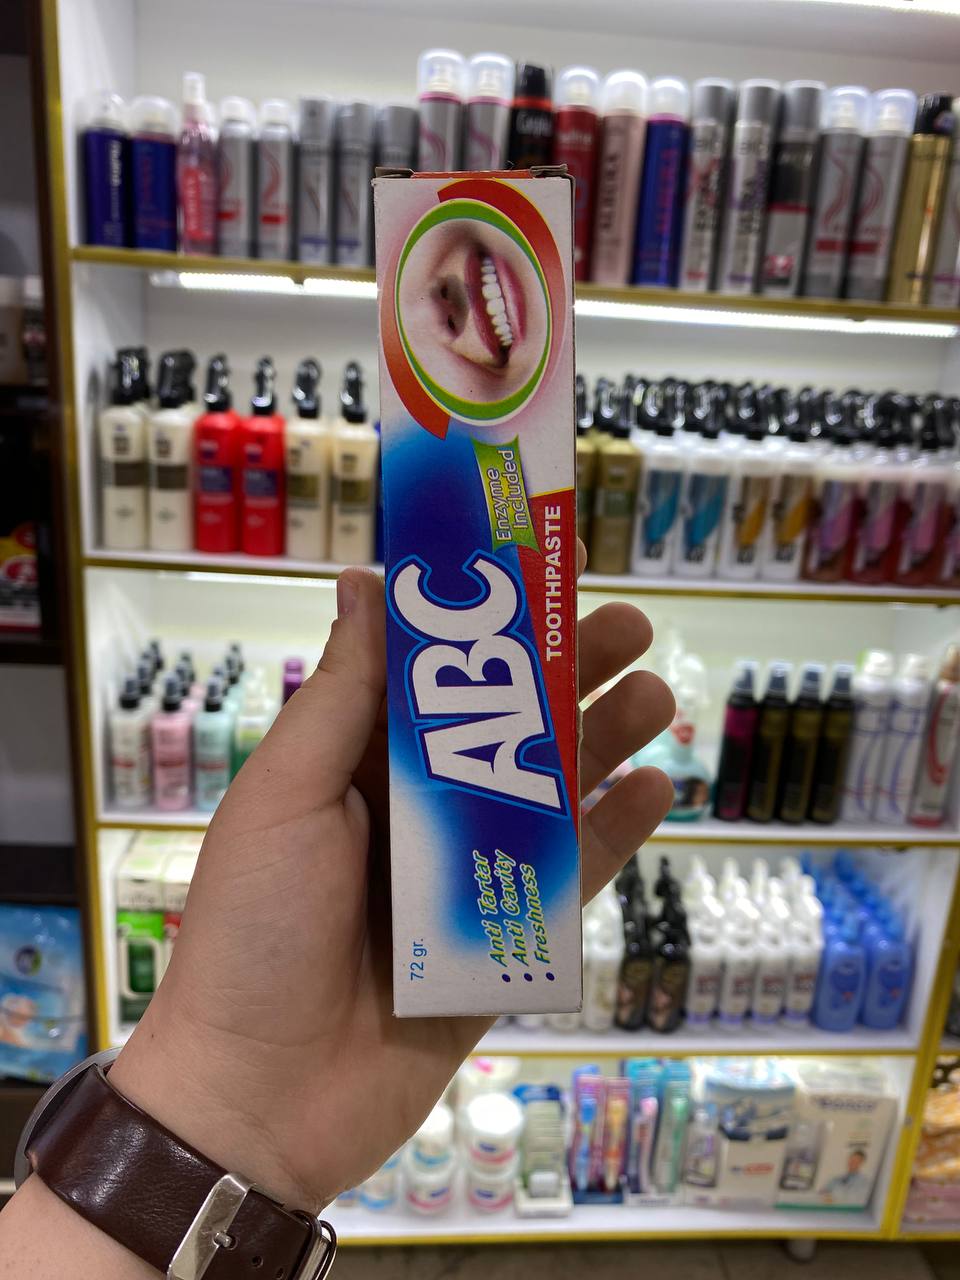 Enzyme
Included
TOOTHPASTE
ABC
• Anti Tartar
• Anti Cavity
• Freshness
72 gr.